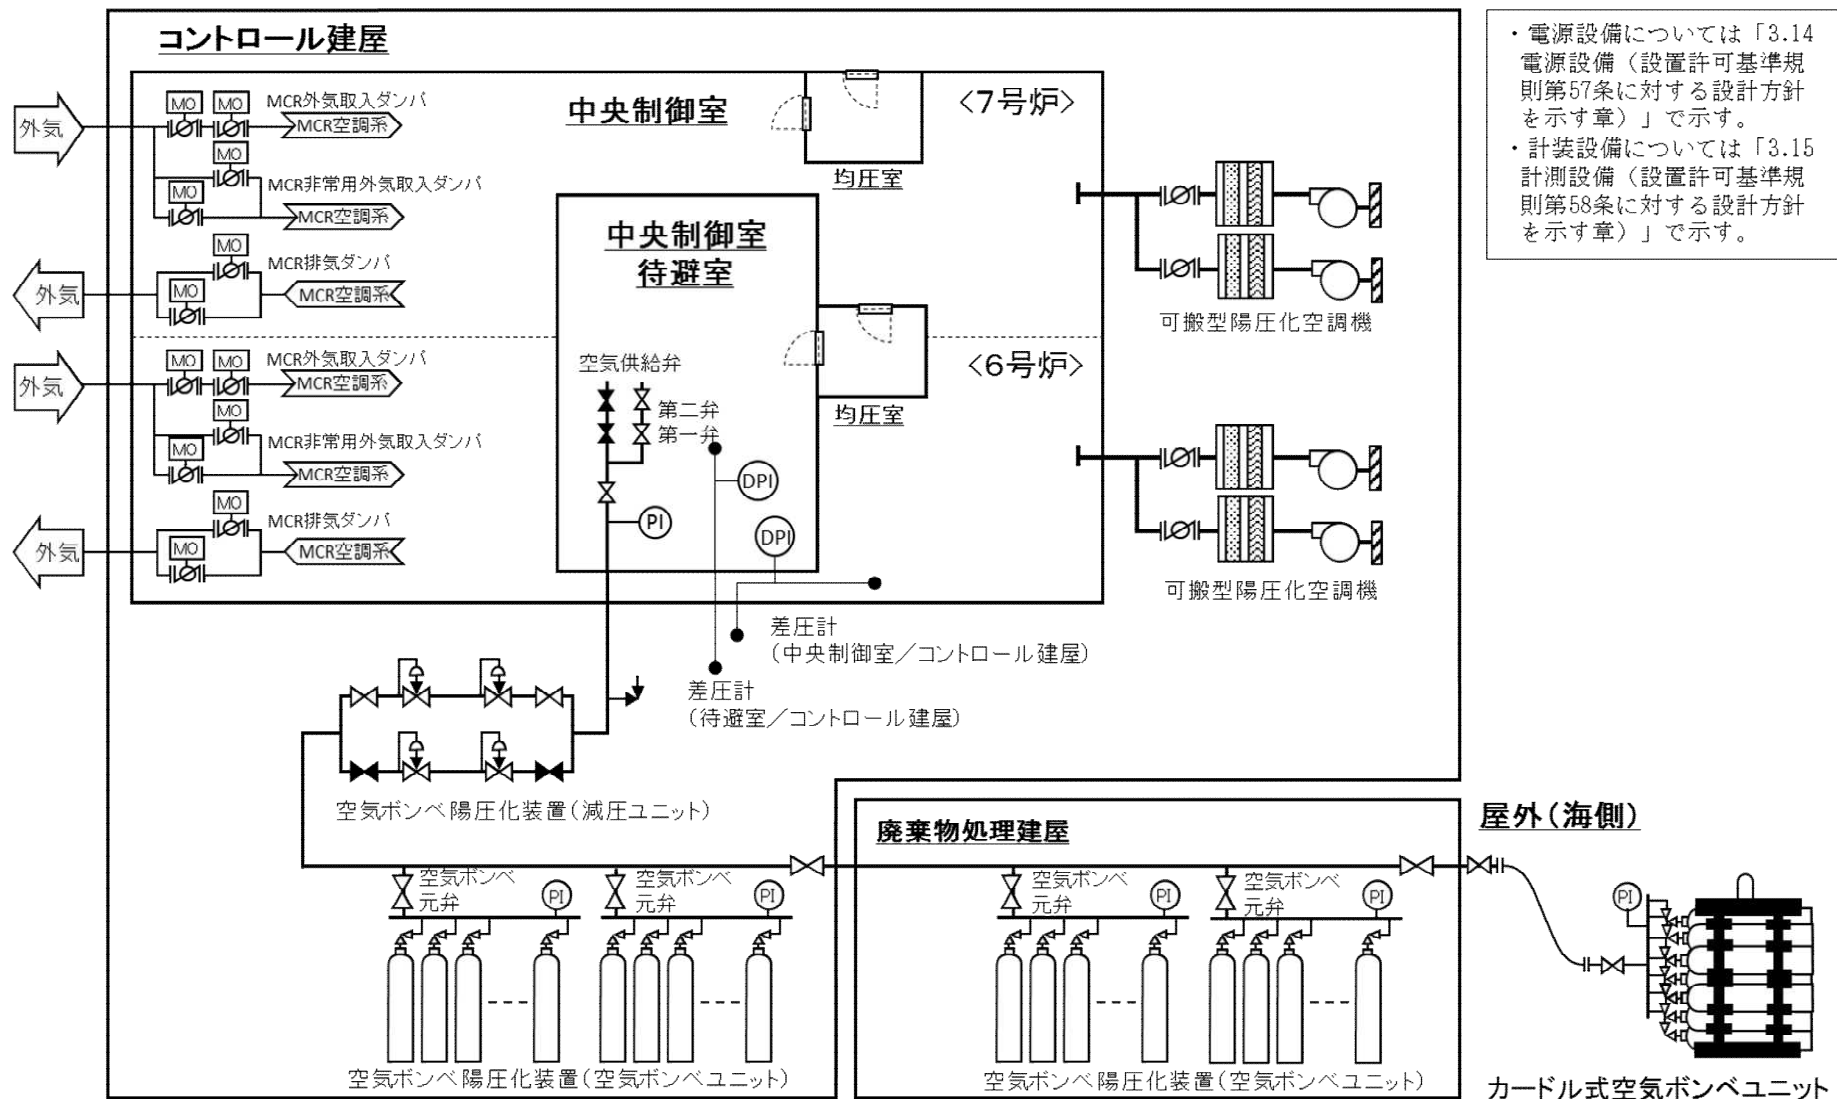 コントロール建屋
外気
MO
MO
MCR外気取入ダンパ
MCR空調系
MO
MO
MCR非常用外気取入ダンパ
MCR空調系
MO
MCR排気ダンパ
外気
MO
MCR空調系
中央制御室
<7号炉>
均圧室
中央制御室
待避室
可搬型陽圧化空調機
外気
MO
MO
MCR外気取入ダンパ
MCR空調系
MO
MO
MCR非常用外気取入ダンパ
MCR空調系
MO
MCR排気ダンパ
外気
MO
MCR空調系
空気供給弁
第二弁
第一弁
DPI
PI
DPI
均圧室
<6号炉>
可搬型陽圧化空調機
差圧計
(中央制御室/コントロール建屋)
差圧計
(待避室/コントロール建屋)
空気ボンベ陽圧化装置(減圧ユニット)
空気ボンベ
元弁
PI
空気ボンベ
元弁
PI
空気ボンベ陽圧化装置(空気ボンベユニット)
廃棄物処理建屋
空気ボンベ
元弁
PI
空気ボンベ
元弁
PI
空気ボンベ陽圧化装置(空気ボンベユニット)
屋外(海側)
PI
カードル式空気ボンベユニット
・電源設備については「3.14
電源設備(設置許可基準規
則第57条に対する設計方針
を示す章)」で示す。
・計装設備については「3.15
計測設備(設置許可基準規
則第58条に対する設計方針
を示す章)」で示す。